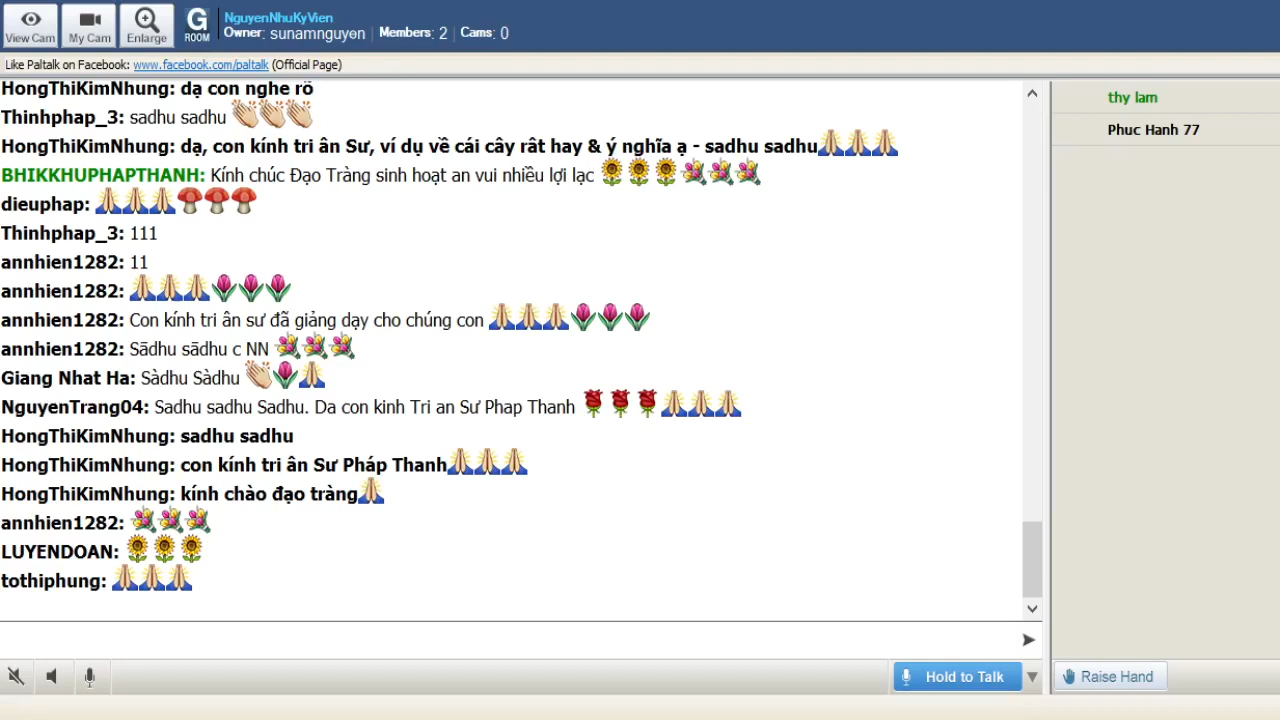 NguyenNhuKyVien
View Cam My Cam Enlarge G ROOM Owner: sunamnguyen Members: 2 Cams: 0
Like Paltalk on Facebook: www.facebook.com/paltalk (Official Page)
HongThiKimNhung: dạ con nghe rõ
thy lam
Thinhphap_3: sadhu sadhu 👏👏👏
Phuc Hanh 77
HongThiKimNhung: dạ, con kính tri ân Sư, ví dụ về cái cây rât hay & ý nghĩa ạ - sadhu sadhu🙏🙏🙏
BHIKKHUPHAPTHANH: Kính chúc Đạo Tràng sinh hoạt an vui nhiều lợi lạc 🌻🌻🌻💐💐💐
dieuphap: 🙏🙏🙏🍄🍄🍄
Thinhphap_3: 111
annhien1282: 11
annhien1282: 🙏🙏🙏🌷🌷🌷
annhien1282: Con kính tri ân sư đã giảng dạy cho chúng con 🙏🙏🙏🌷🌷🌷
annhien1282: Sādhu sādhu c NN 💐💐💐
Giang Nhat Ha: Sàdhu Sàdhu 👏🌷🙏
NguyenTrang04: Sadhu sadhu Sadhu. Da con kinh Tri an Sư Phap Thanh 🌹🌹🌹🙏🙏🙏
HongThiKimNhung: sadhu sadhu
HongThiKimNhung: con kính tri ân Sư Pháp Thanh🙏🙏🙏
HongThiKimNhung: kính chào đạo tràng🙏
annhien1282: 💐💐💐
LUYENDOAN: 🌻🌻🌻
tothiphung: 🙏🙏🙏
Hold to Talk Raise Hand